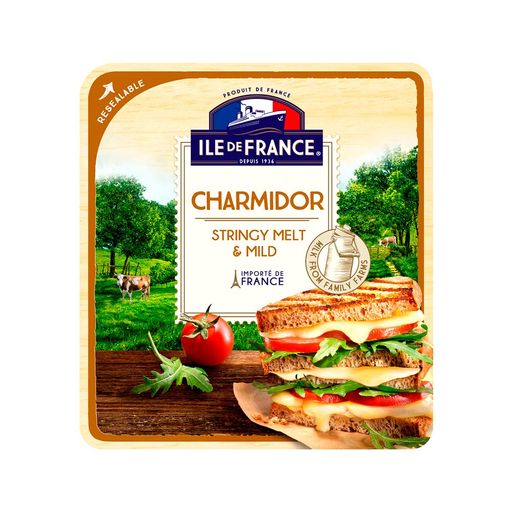 RESEALABLE
PRODUIT DE FRANCE
ILE DE FRANCE®
DEPUIS 1936
CHARMIDOR
STRINGY MELT
& MILD
IMPORTÉ DE
FRANCE
MILK FROM FAMILY FARMS